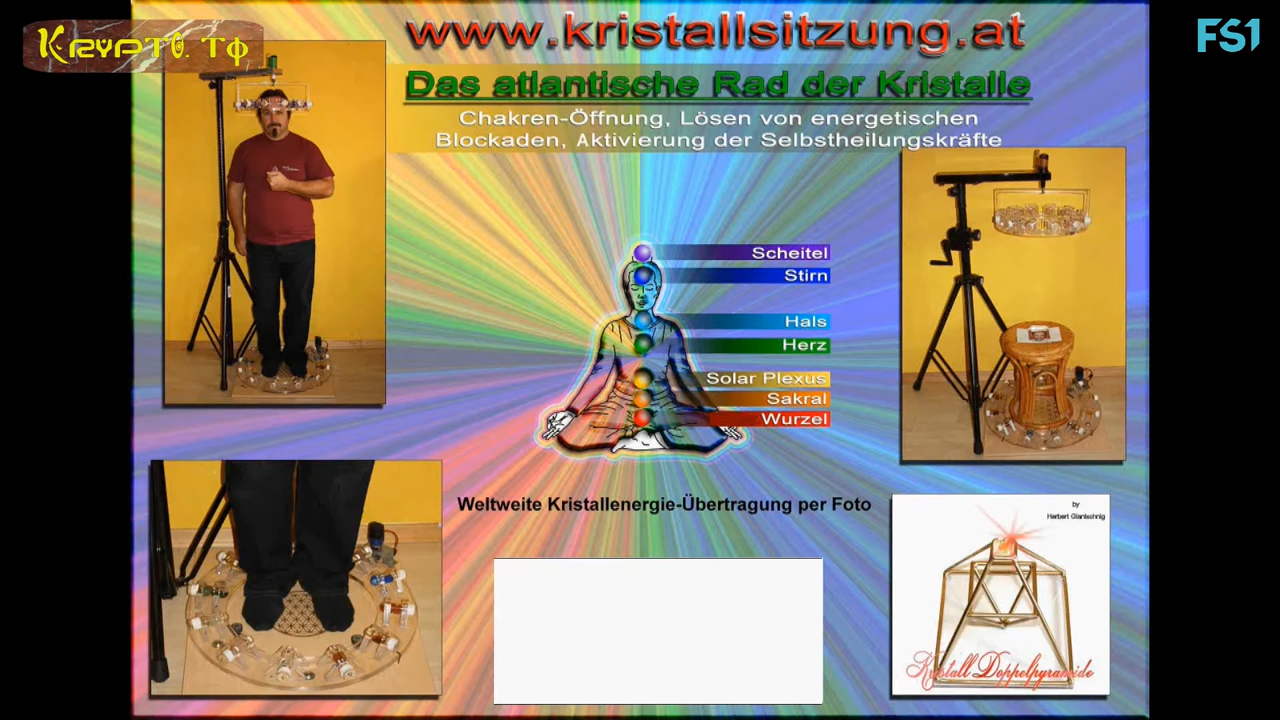 Krypto.TV
FS1
www.kristallsitzung.at
Das atlantische Rad der Kristalle
Chakren-Öffnung, Lösen von energetischen
Blockaden, Aktivierung der Selbstheilungskräfte
Scheitel
Stirn
Hals
Herz
Solar Plexus
Sakral
Wurzel
Weltweite Kristallenergie-Übertragung per Foto
by
Herbert Glantschnig
Kristall Doppelpyramide